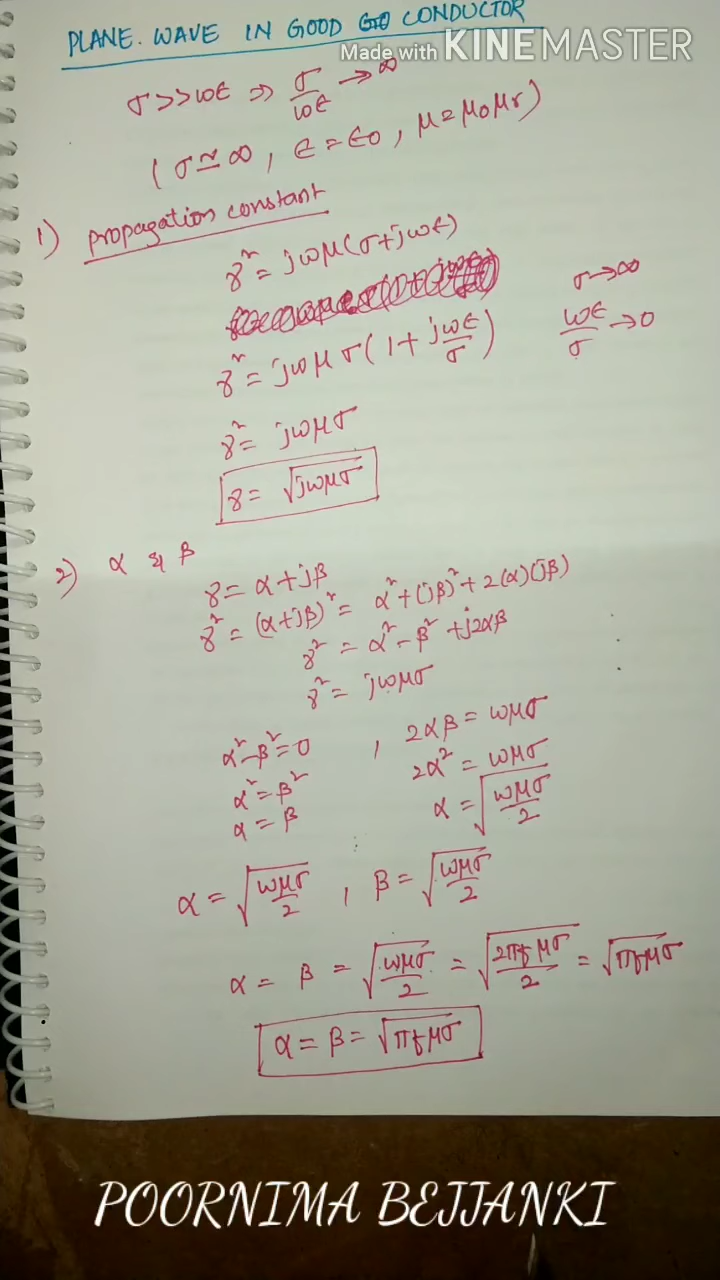 PLANE. WAVE IN GOOD CONDUCTOR
Made with KINEMASTER
σ>>ωϵ ⇒ σ/ωϵ → ∞
(σ≃∞, ϵ=ϵ0, μ=μ0μr)
1) propagation constant
γ² = jωμ(σ+jωϵ)
σ→∞
γ² = jωμσ(1+jωϵ/σ)
ωϵ/σ →0
γ² = jωμσ
γ = √jωμσ
2) α & β
γ = α+jβ
γ² = (α+jβ)² = α²+(jβ)²+2(α)(jβ)
γ² = α²-β²+j2αβ
γ² = jωμσ
α²-β²=0 , 2αβ = ωμσ
α²=β² 2α² = ωμσ
α = β α = √ωμσ/2
α = √ωμσ/2 , β = √ωμσ/2
α = β = √ωμσ/2 = √2πfμσ/2 = √πfμσ
α = β = √πfμσ
POORNIMA BEJJANKI